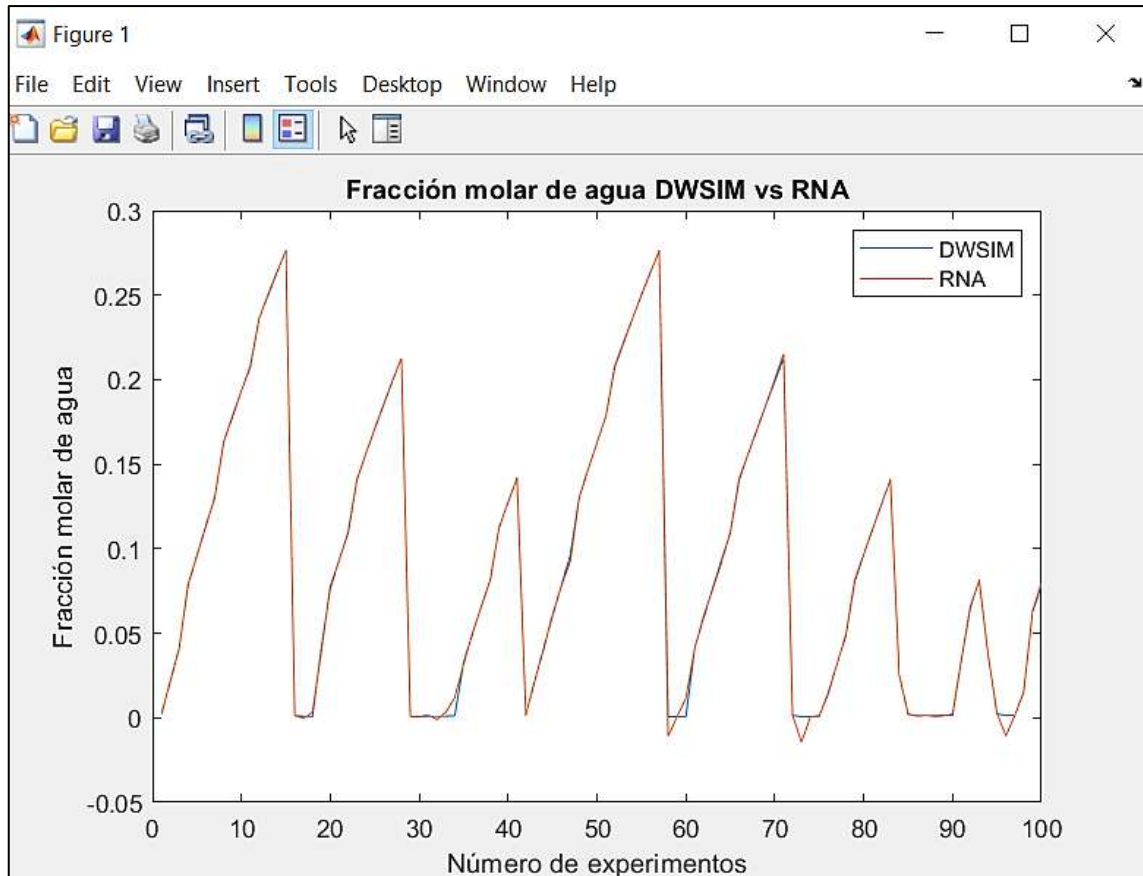 Figure 1
File Edit View Insert Tools Desktop Window Help
Fracción molar de agua DWSIM vs RNA
0.3
0.25
0.2
0.15
0.1
0.05
0
-0.05
Fracción molar de agua
DWSIM
RNA
0 10 20 30 40 50 60 70 80 90 100
Número de experimentos